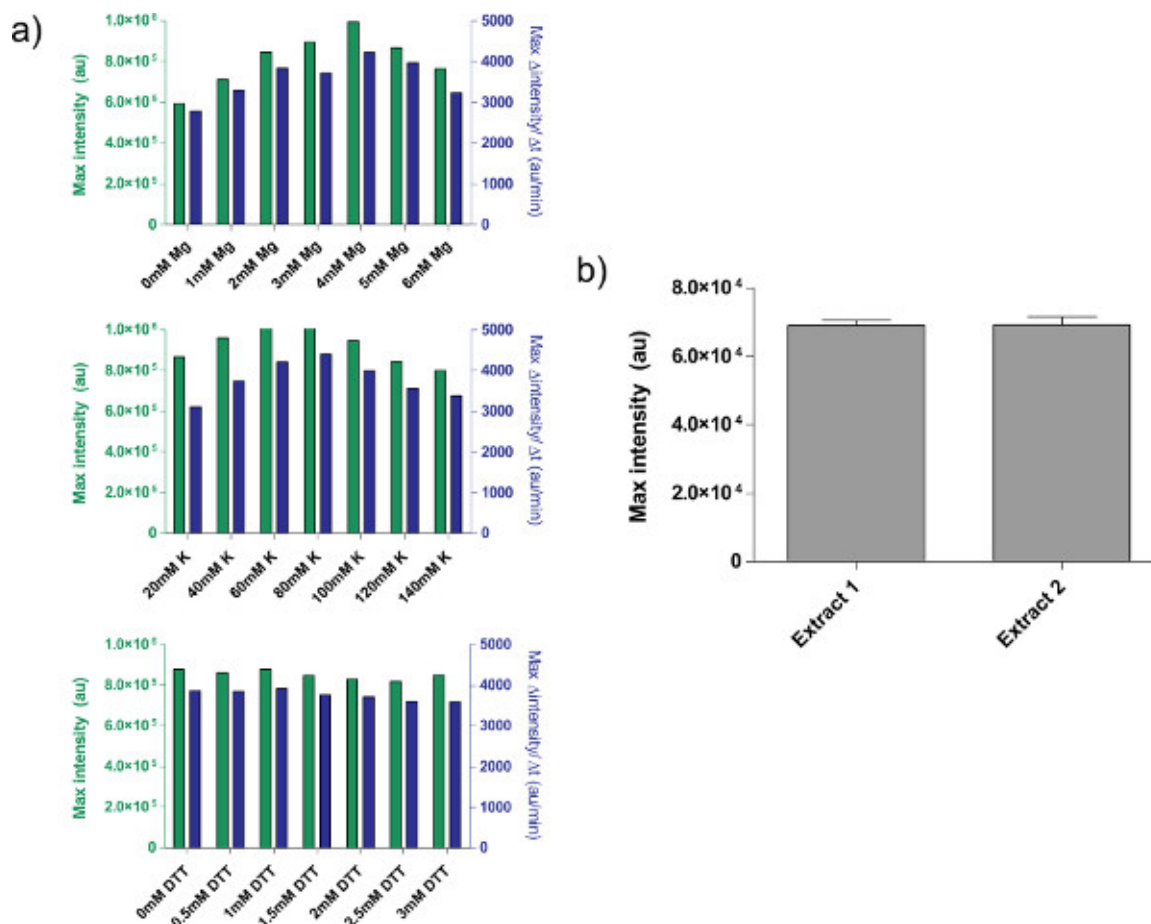 a)
Max intensity (au)
1.0×10⁶
8.0×10⁵
6.0×10⁵
4.0×10⁵
2.0×10⁵
0
5000
4000
3000
2000
1000
0
Max Δintensity/ Δt (au/min)
0mM Mg
1mM Mg
2mM Mg
3mM Mg
4mM Mg
5mM Mg
6mM Mg
Max intensity (au)
1.0×10⁶
8.0×10⁵
6.0×10⁵
4.0×10⁵
2.0×10⁵
0
5000
4000
3000
2000
1000
0
Max Δintensity/ Δt (au/min)
20mM K
40mM K
60mM K
80mM K
100mM K
120mM K
140mM K
Max intensity (au)
1.0×10⁶
8.0×10⁵
6.0×10⁵
4.0×10⁵
2.0×10⁵
0
5000
4000
3000
2000
1000
0
Max Δintensity/ Δt (au/min)
0mM DTT
0.5mM DTT
1mM DTT
1.5mM DTT
2mM DTT
2.5mM DTT
3mM DTT
b)
Max intensity (au)
8.0×10⁴
6.0×10⁴
4.0×10⁴
2.0×10⁴
0
Extract 1
Extract 2